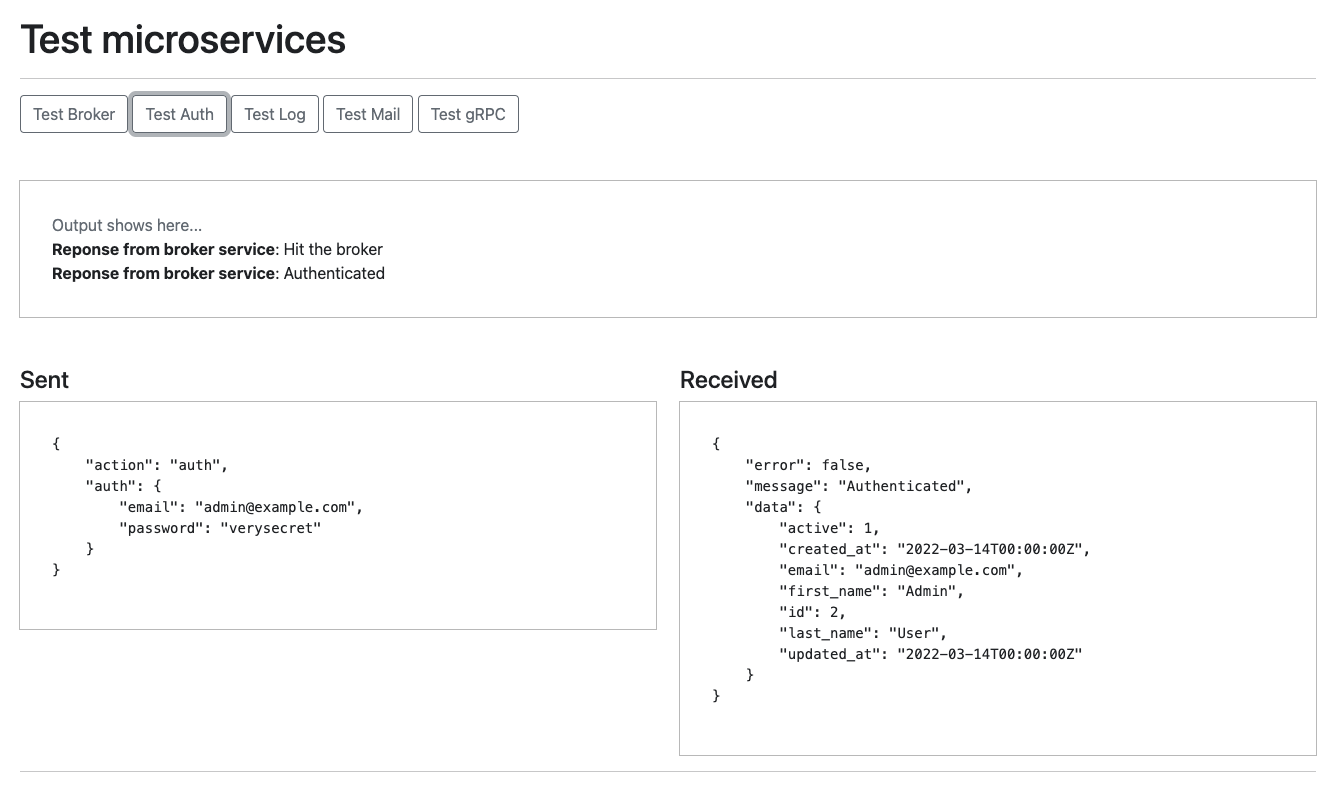 Test microservices
Test Broker Test Auth Test Log Test Mail Test gRPC
Output shows here...
Reponse from broker service: Hit the broker
Reponse from broker service: Authenticated
Sent
{
    "action": "auth",
    "auth": {
        "email": "admin@example.com",
        "password": "verysecret"
    }
}
Received
{
    "error": false,
    "message": "Authenticated",
    "data": {
        "active": 1,
        "created_at": "2022-03-14T00:00:00Z",
        "email": "admin@example.com",
        "first_name": "Admin",
        "id": 2,
        "last_name": "User",
        "updated_at": "2022-03-14T00:00:00Z"
    }
}